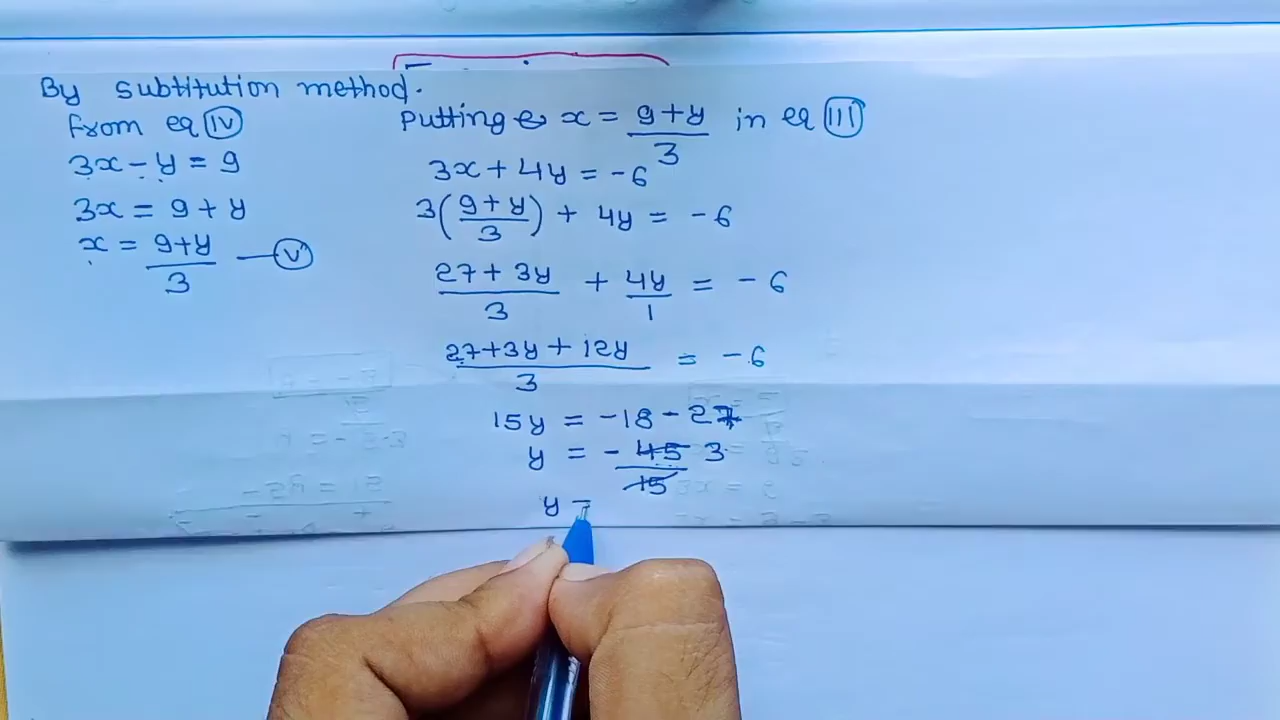 By subtitution method.
from eq IV
3x - y = 9
3x = 9 + y
x = 9+y/3 — V
Putting x = 9+y/3 in eq III
3x + 4y = -6
3(9+y/3) + 4y = -6
27 + 3y/3 + 4y/1 = -6
27+3y + 12y/3 = -6
15y = -18 - 27
y = -45/15 3
y =